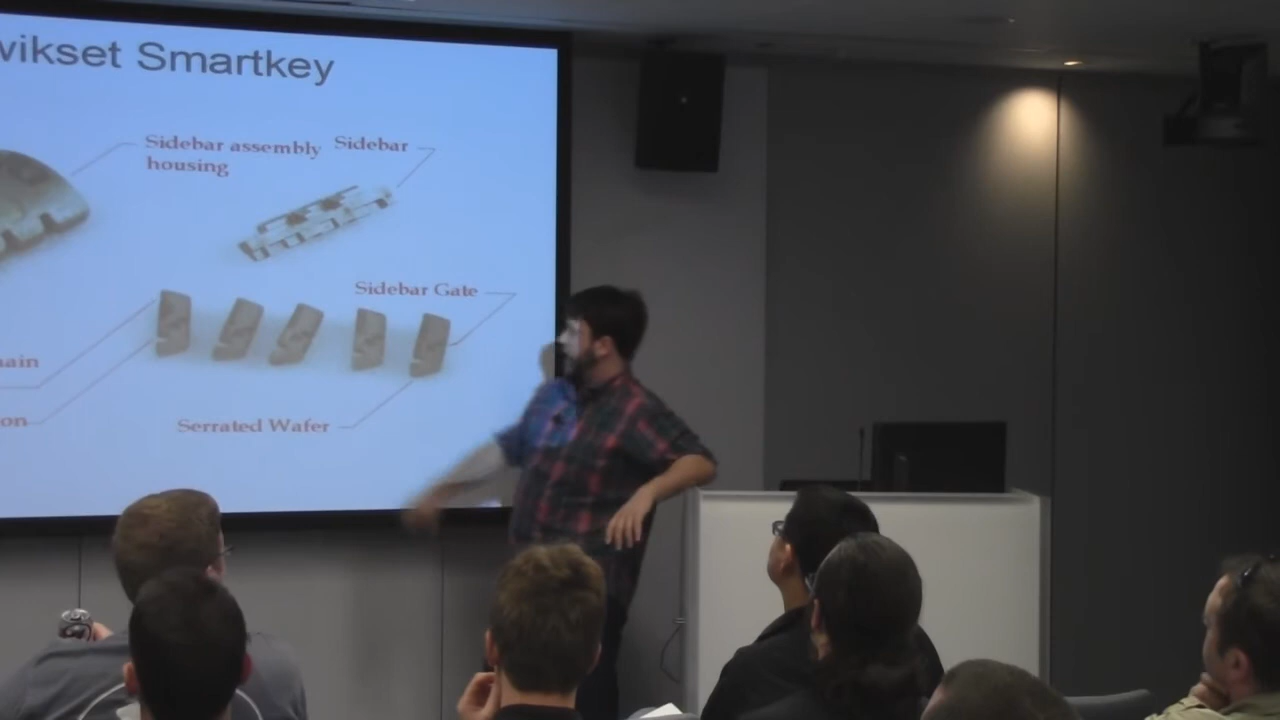 wikset Smartkey
Sidebar assembly
housing
Sidebar
Sidebar Gate
ain
on
Serrated Wafer